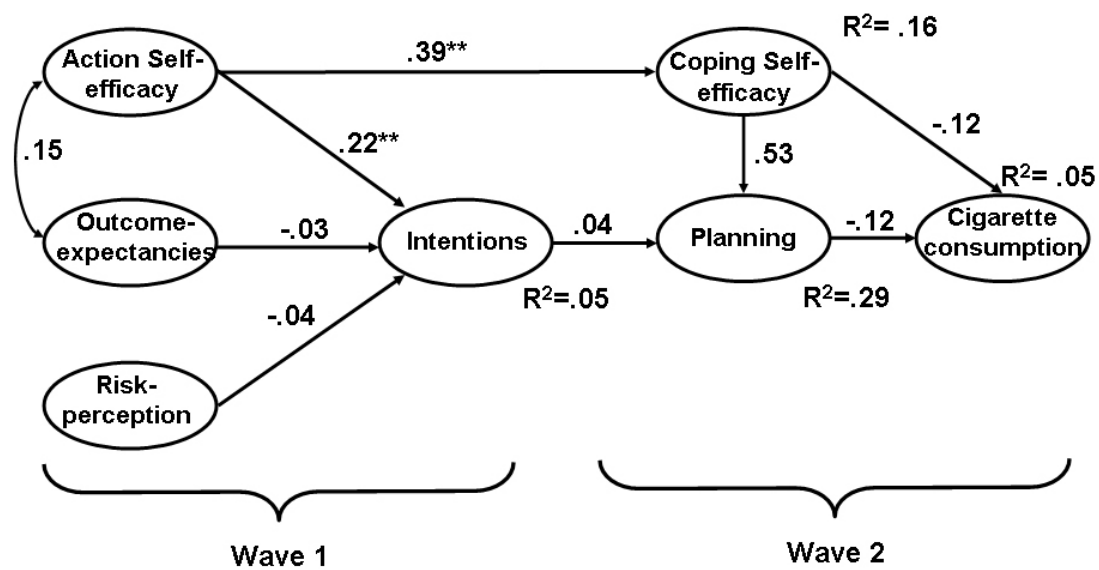 R²= .16
Action Self-
efficacy
.39**
Coping Self-
efficacy
.15
.22**
.53
-.12
R²= .05
Outcome-
expectancies
-.03
Intentions
.04
Planning
-.12
Cigarette
consumption
R²=.05
R²=.29
-.04
Risk-
perception
Wave 1
Wave 2